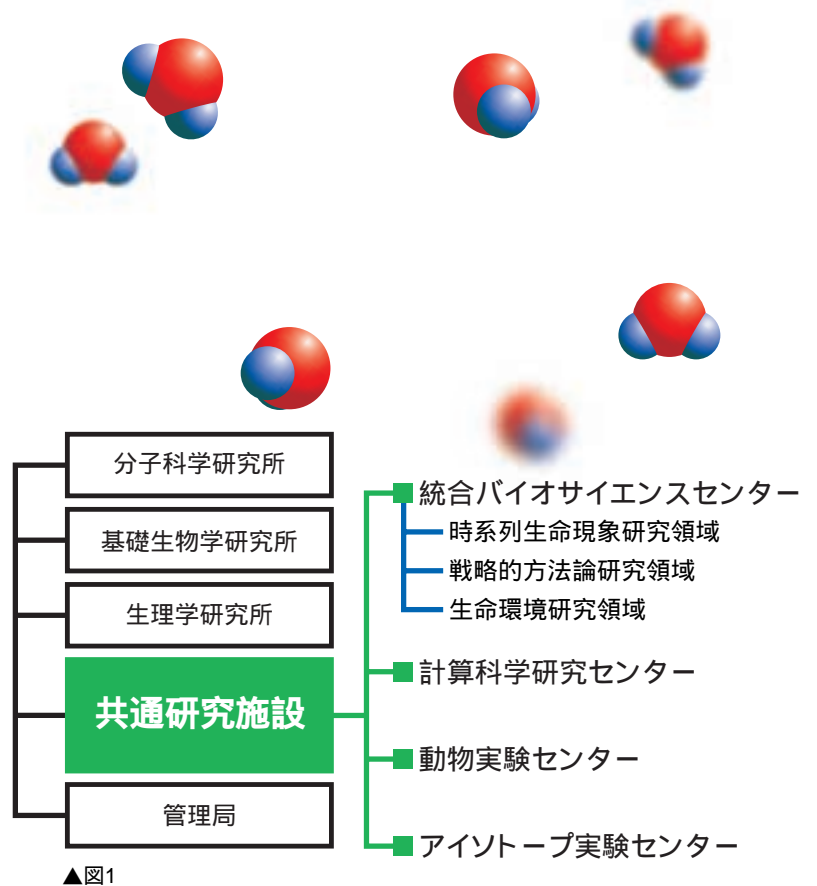 分子科学研究所
基礎生物学研究所
生理学研究所
共通研究施設
管理局
統合バイオサイエンスセンター
時系列生命現象研究領域
戦略的方法論研究領域
生命環境研究領域
計算科学研究センター
動物実験センター
アイソトープ実験センター
▲図1